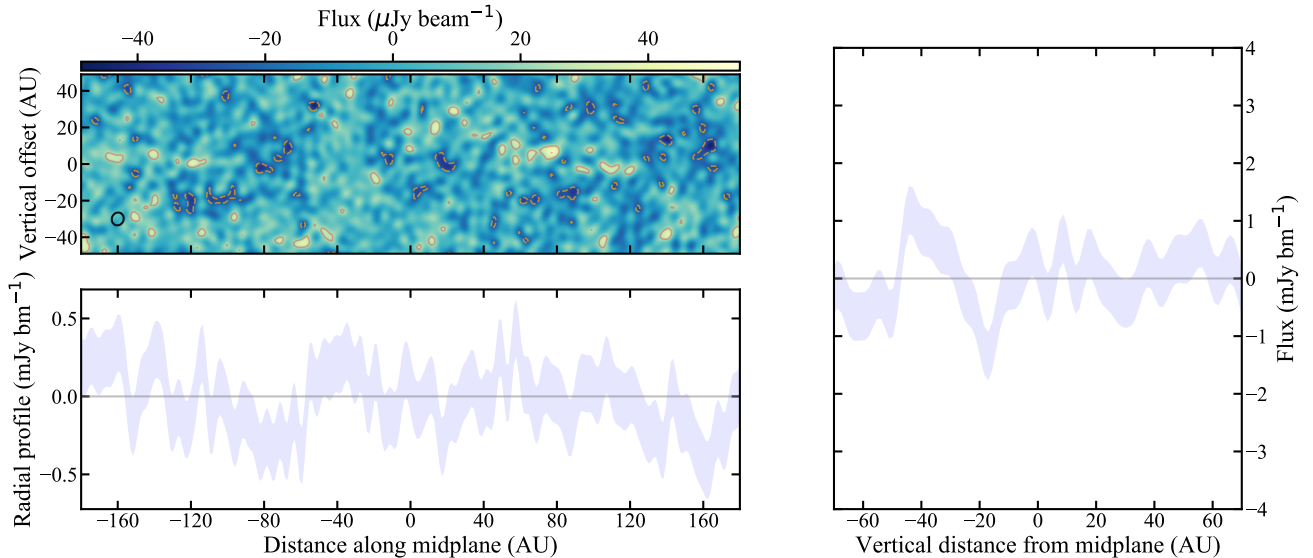 Flux (μJy beam⁻¹)
−40 −20 0 20 40
Vertical offset (AU)
40
20
0
−20
−40
Radial profile (mJy bm⁻¹)
0.5
0.0
−0.5
−160 −120 −80 −40 0 40 80 120 160
Distance along midplane (AU)
4
3
2
1
0
−1
−2
−3
−4
Flux (mJy bm⁻¹)
−60 −40 −20 0 20 40 60
Vertical distance from midplane (AU)